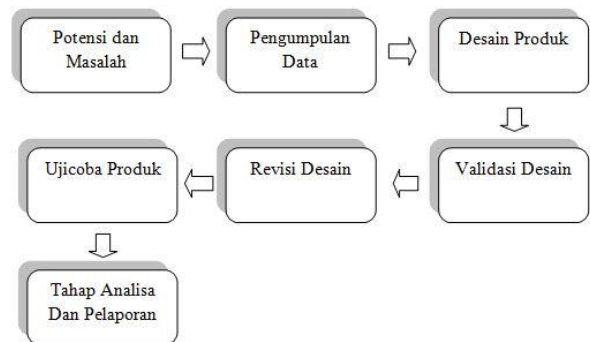 Potensi dan
Masalah
Pengumpulan
Data
Desain Produk
Validasi Desain
Revisi Desain
Ujicoba Produk
Tahap Analisa
Dan Pelaporan